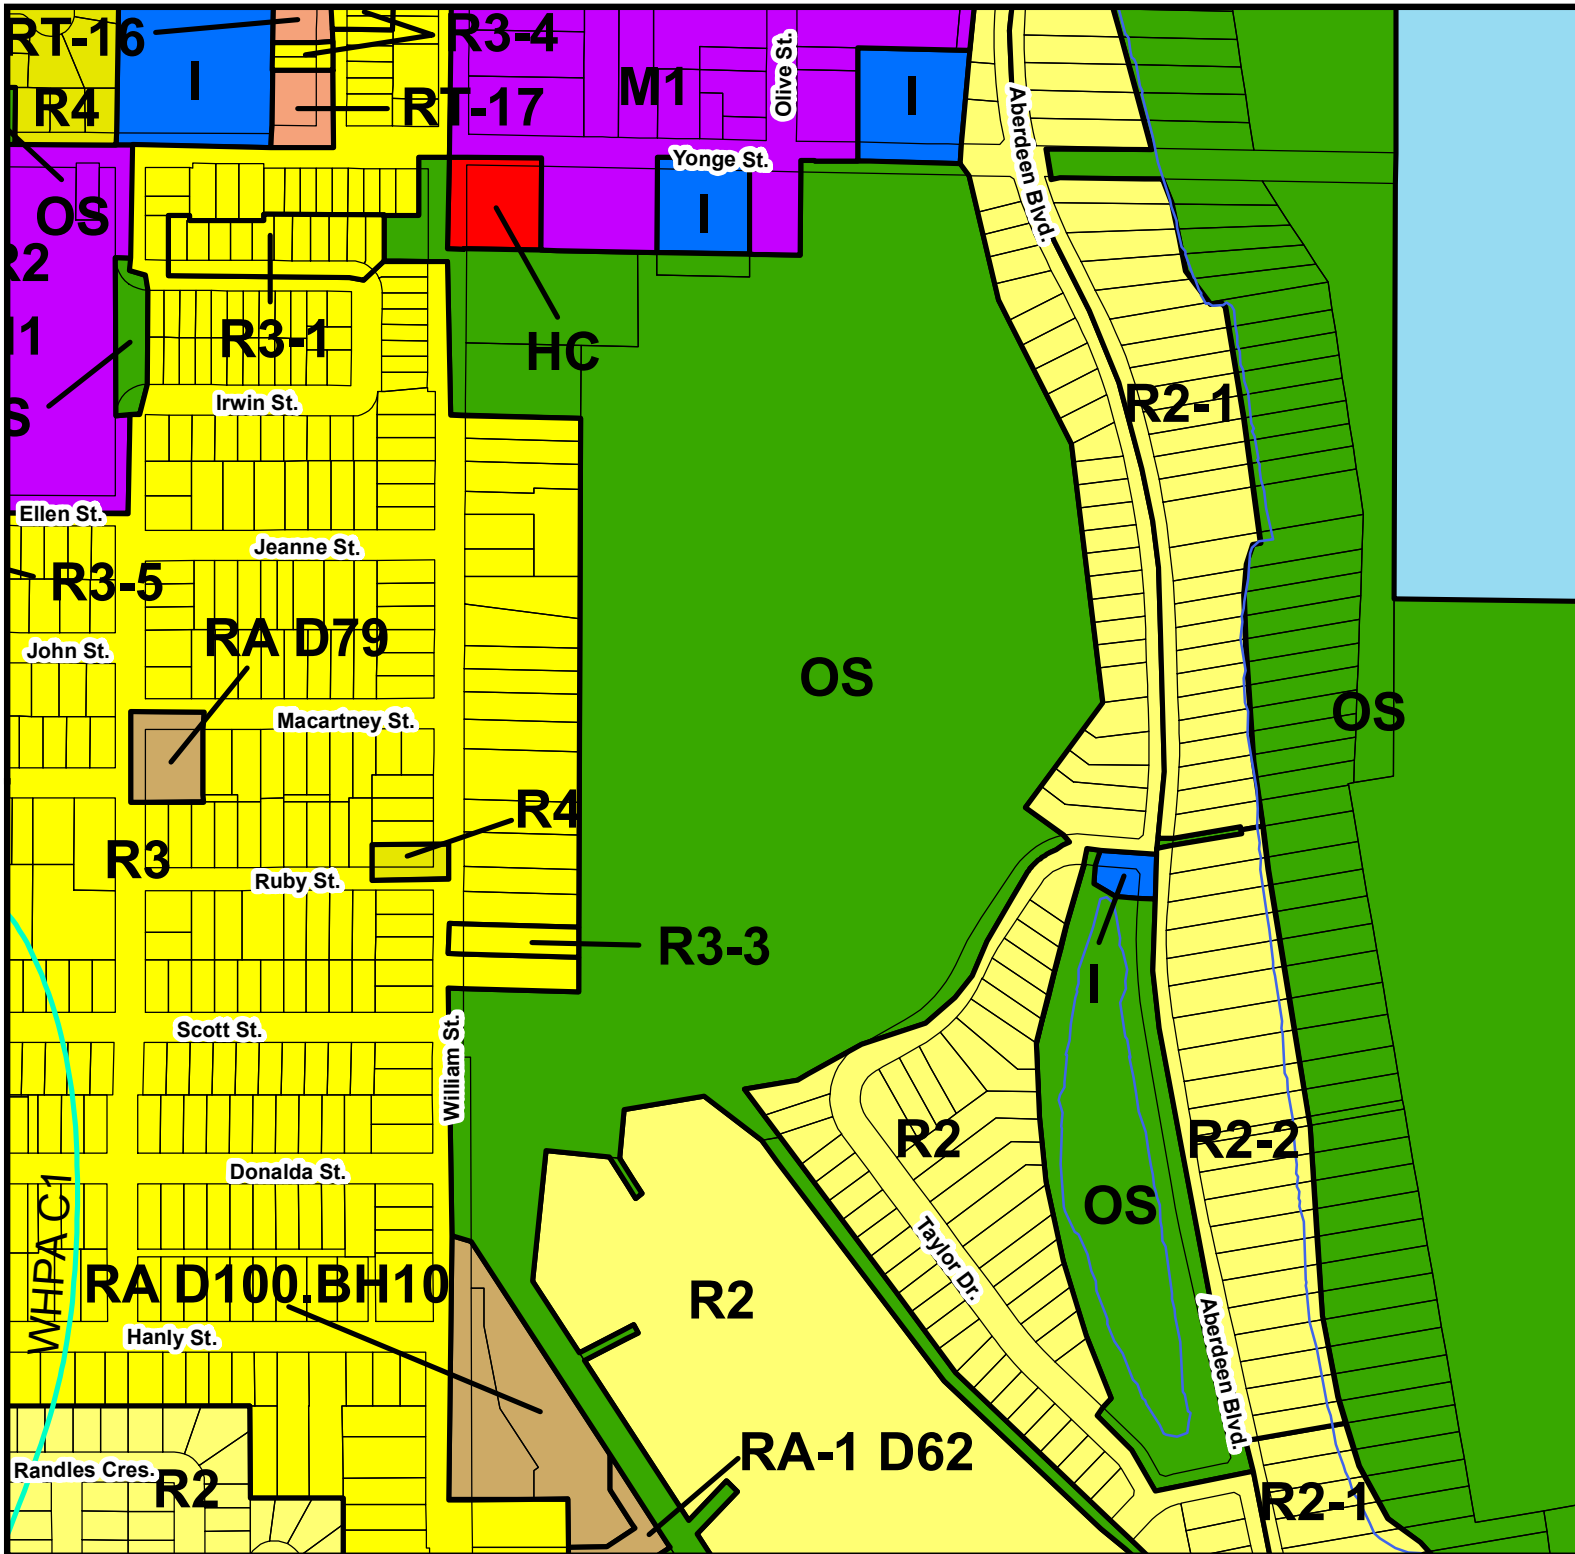 RT-16
R3-4
I
M1
Olive St.
I
R4
RT-17
Aberdeen Blvd.
Yonge St.
OS
I
R2
R3-1
HC
R2-1
Irwin St.
Ellen St.
Jeanne St.
R3-5
RA D79
John St.
OS
OS
Macartney St.
R4
R3
Ruby St.
R3-3
I
Scott St.
William St.
R2
R2-2
Donalda St.
OS
WHPA C1
Taylor Dr.
RA D100.BH10
R2
Hanly St.
Aberdeen Blvd.
RA-1 D62
Randles Cres.
R2
R2-1